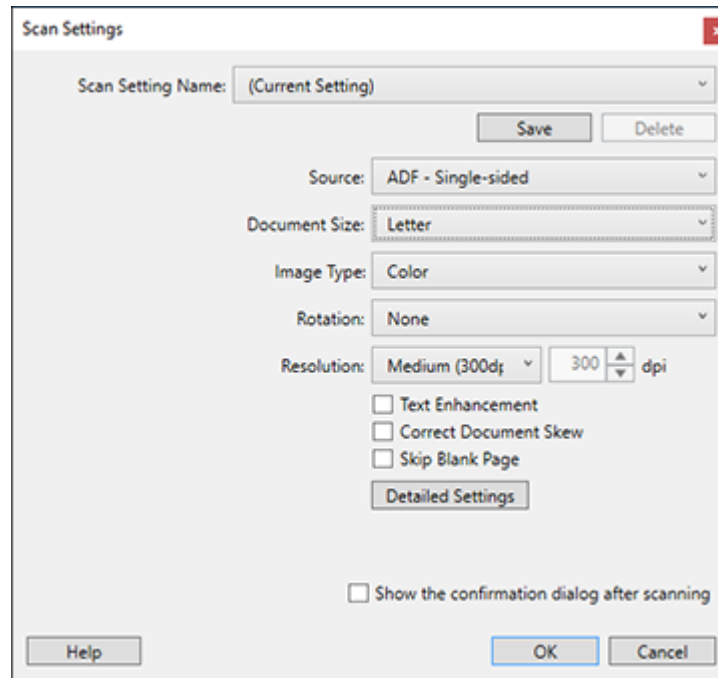 Scan Settings
Scan Setting Name: (Current Setting)
Save Delete
Source: ADF - Single-sided
Document Size: Letter
Image Type: Color
Rotation: None
Resolution: Medium (300dp 300 dpi
Text Enhancement
Correct Document Skew
Skip Blank Page
Detailed Settings
Show the confirmation dialog after scanning
Help OK Cancel